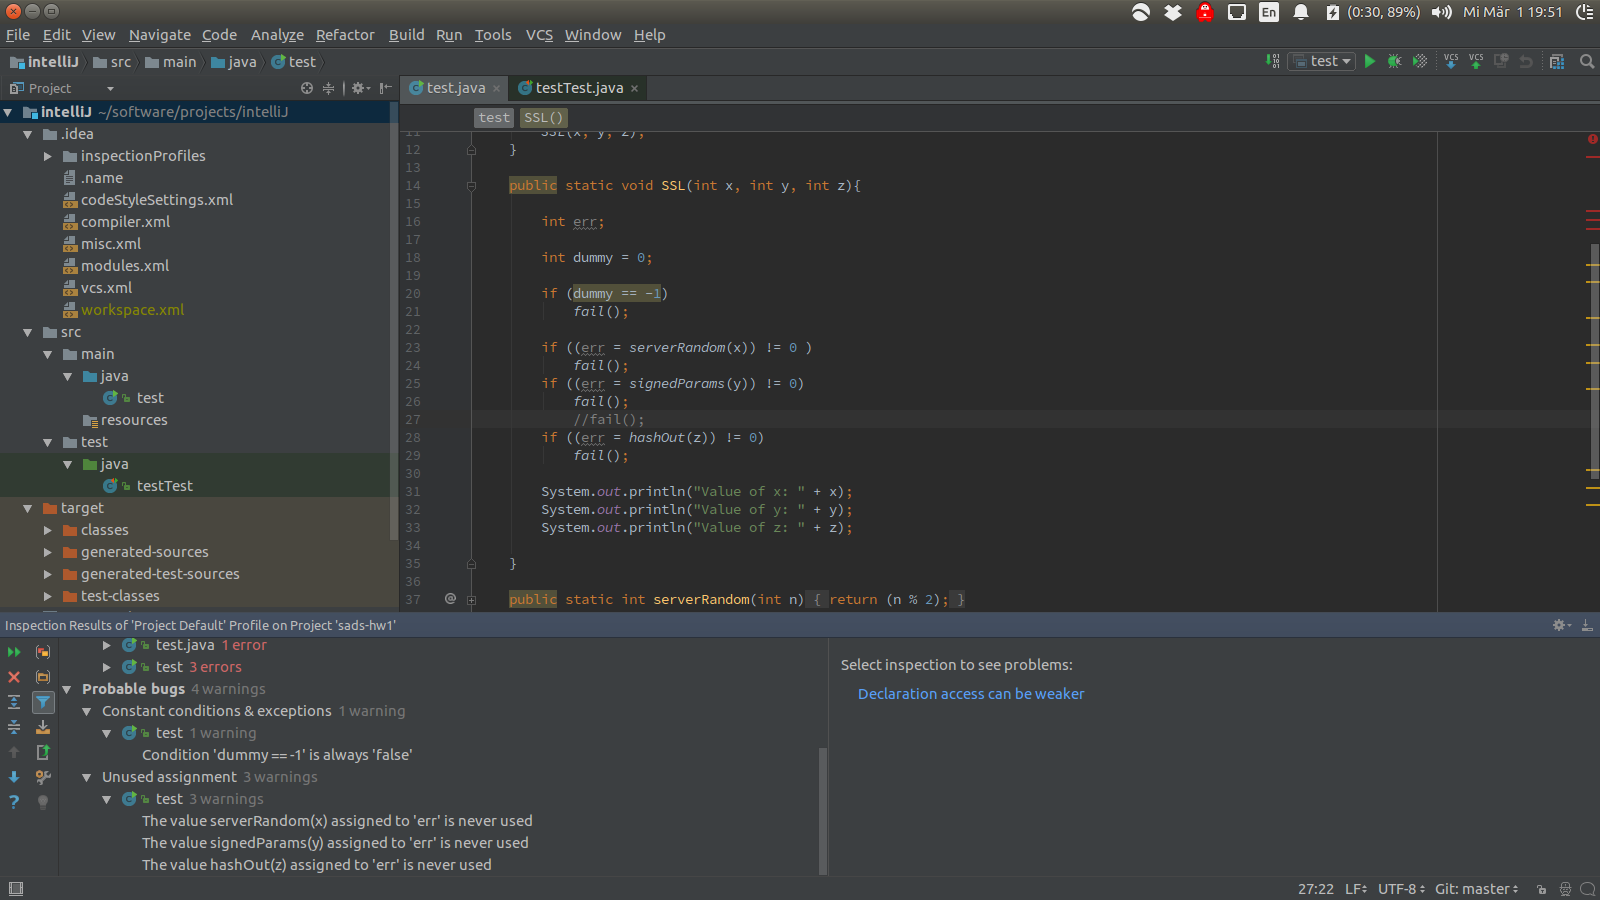 En (0:30, 89%) Mi Mär 1 19:51
File Edit View Navigate Code Analyze Refactor Build Run Tools VCS Window Help
intelliJ src main java test test VCS VCS
Project test.java testTest.java
test SSL()
intelliJ ~/software/projects/intelliJ
.idea
inspectionProfiles
.name
codeStyleSettings.xml
compiler.xml
misc.xml
modules.xml
vcs.xml
workspace.xml
src
main
java
test
resources
test
java
testTest
target
classes
generated-sources
generated-test-sources
test-classes
11 SSL(x, y, z);
12 }
13
14 public static void SSL(int x, int y, int z){
15
16 int err;
17
18 int dummy = 0;
19
20 if (dummy == -1)
21 fail();
22
23 if ((err = serverRandom(x)) != 0 )
24 fail();
25 if ((err = signedParams(y)) != 0)
26 fail();
27 //fail();
28 if ((err = hashOut(z)) != 0)
29 fail();
30
31 System.out.println("Value of x: " + x);
32 System.out.println("Value of y: " + y);
33 System.out.println("Value of z: " + z);
34
35 }
36
37 @ public static int serverRandom(int n) { return (n % 2); }
Inspection Results of 'Project Default' Profile on Project 'sads-hw1'
test.java 1 error
test 3 errors
Probable bugs 4 warnings
Constant conditions & exceptions 1 warning
test 1 warning
Condition 'dummy == -1' is always 'false'
Unused assignment 3 warnings
test 3 warnings
The value serverRandom(x) assigned to 'err' is never used
The value signedParams(y) assigned to 'err' is never used
The value hashOut(z) assigned to 'err' is never used
Select inspection to see problems:
Declaration access can be weaker
27:22 LF UTF-8 Git: master